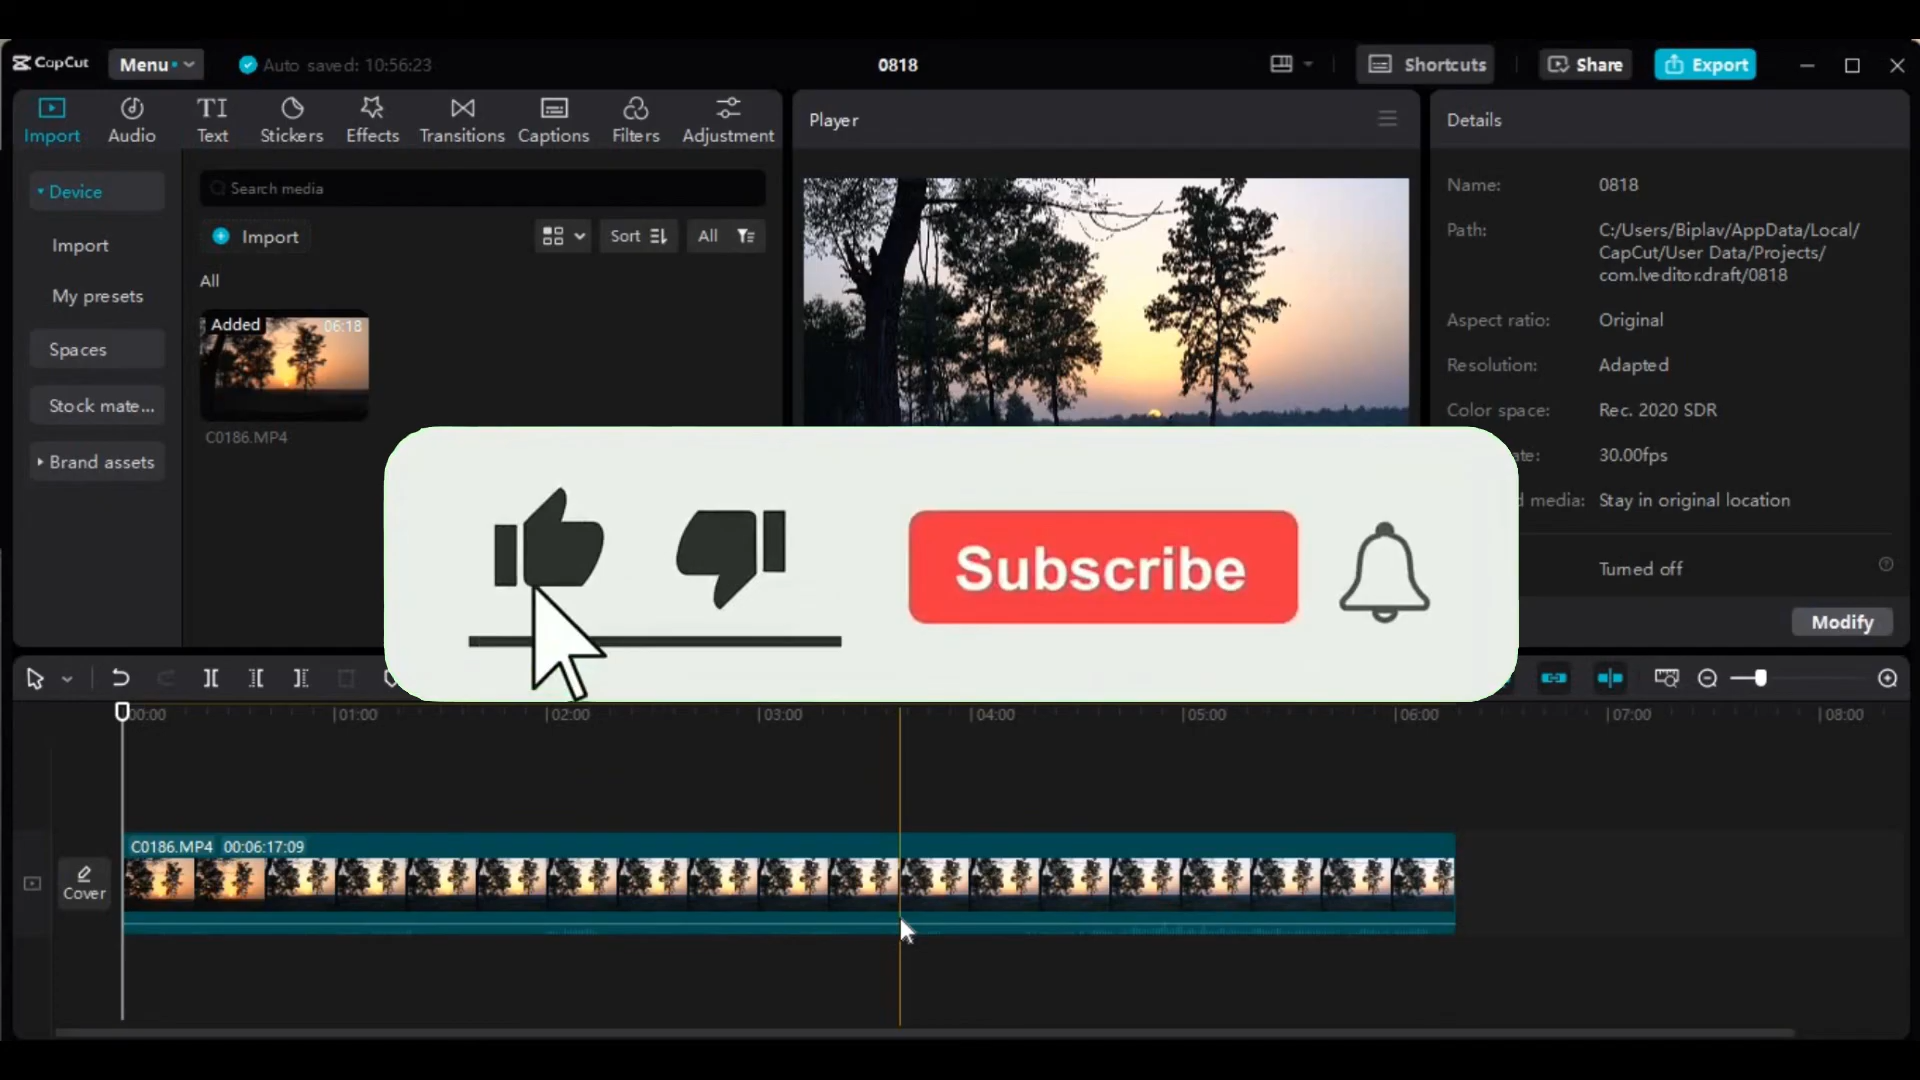 CapCut
Menu
Auto saved: 10:56:23
0818
Shortcuts
Share
Export
Import
Audio
TI
Text
Stickers
Effects
Transitions
Captions
Filters
Adjustment
Player
Details
Device
Import
My presets
Spaces
Stock mate...
Brand assets
Search media
Import
Sort
All
All
Added
06:18
C0186.MP4
Name: 0818
Path: C:/Users/Biplav/AppData/Local/
CapCut/User Data/Projects/
com.lveditor.draft/0818
Aspect ratio: Original
Resolution: Adapted
Color space: Rec. 2020 SDR
ate: 30.00fps
d media: Stay in original location
Turned off
Modify
Subscribe
00:00
01:00
02:00
03:00
04:00
05:00
06:00
07:00
08:00
C0186.MP4 00:06:17:09
Cover